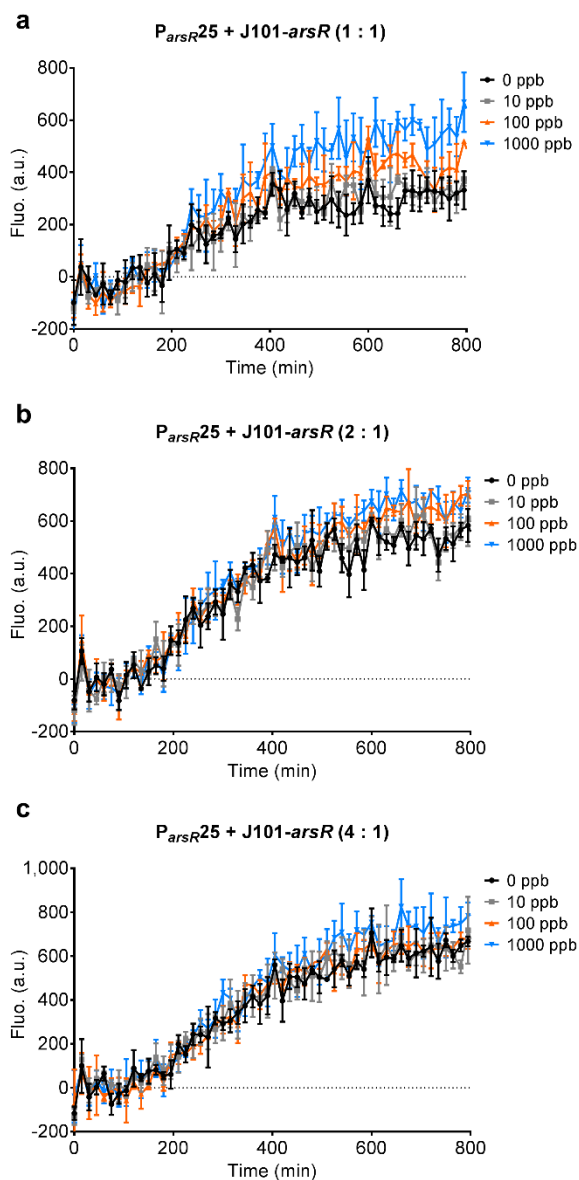 a
P_arsR25 + J101-arsR (1 : 1)
800
600
400
200
0
-200
Fluo. (a.u.)
0 200 400 600 800
Time (min)
0 ppb
10 ppb
100 ppb
1000 ppb
b
P_arsR25 + J101-arsR (2 : 1)
800
600
400
200
0
-200
Fluo. (a.u.)
0 200 400 600 800
Time (min)
0 ppb
10 ppb
100 ppb
1000 ppb
c
P_arsR25 + J101-arsR (4 : 1)
1,000
800
600
400
200
0
-200
Fluo. (a.u.)
0 200 400 600 800
Time (min)
0 ppb
10 ppb
100 ppb
1000 ppb